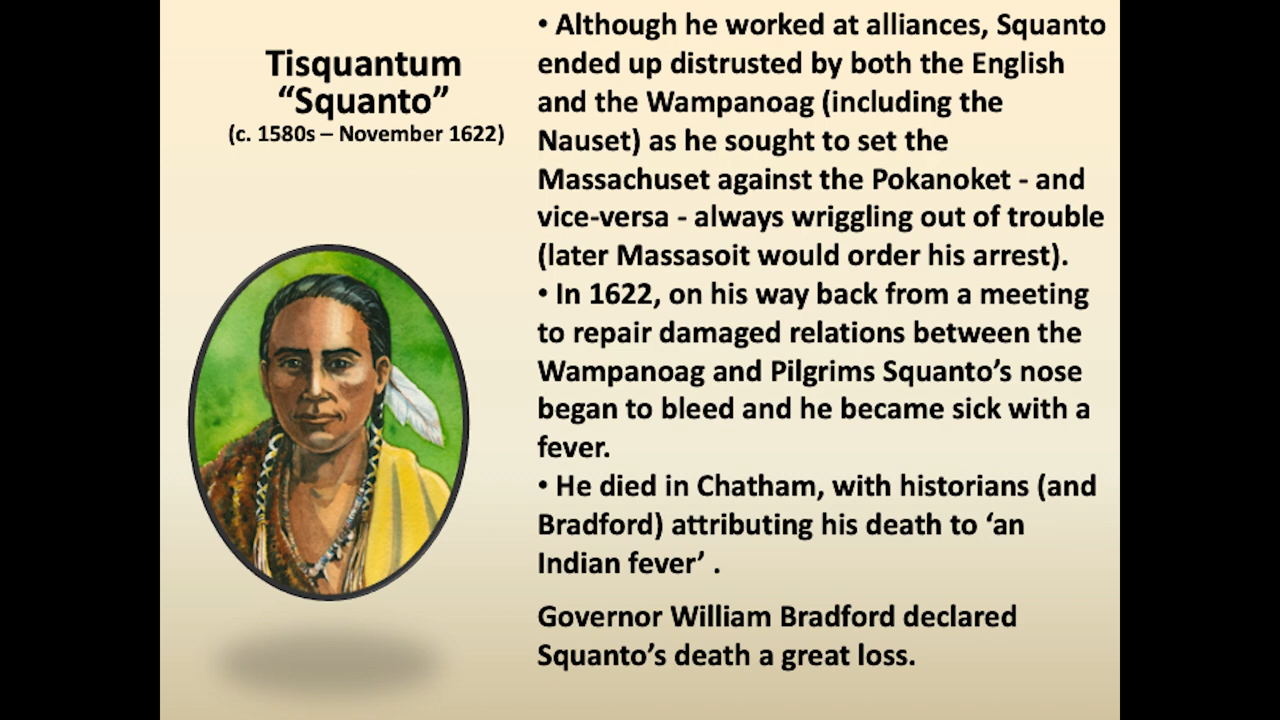 Tisquantum
“Squanto”
(c. 1580s – November 1622)
• Although he worked at alliances, Squanto
ended up distrusted by both the English
and the Wampanoag (including the
Nauset) as he sought to set the
Massachuset against the Pokanoket - and
vice-versa - always wriggling out of trouble
(later Massasoit would order his arrest).
• In 1622, on his way back from a meeting
to repair damaged relations between the
Wampanoag and Pilgrims Squanto’s nose
began to bleed and he became sick with a
fever.
• He died in Chatham, with historians (and
Bradford) attributing his death to ‘an
Indian fever’ .
Governor William Bradford declared
Squanto’s death a great loss.